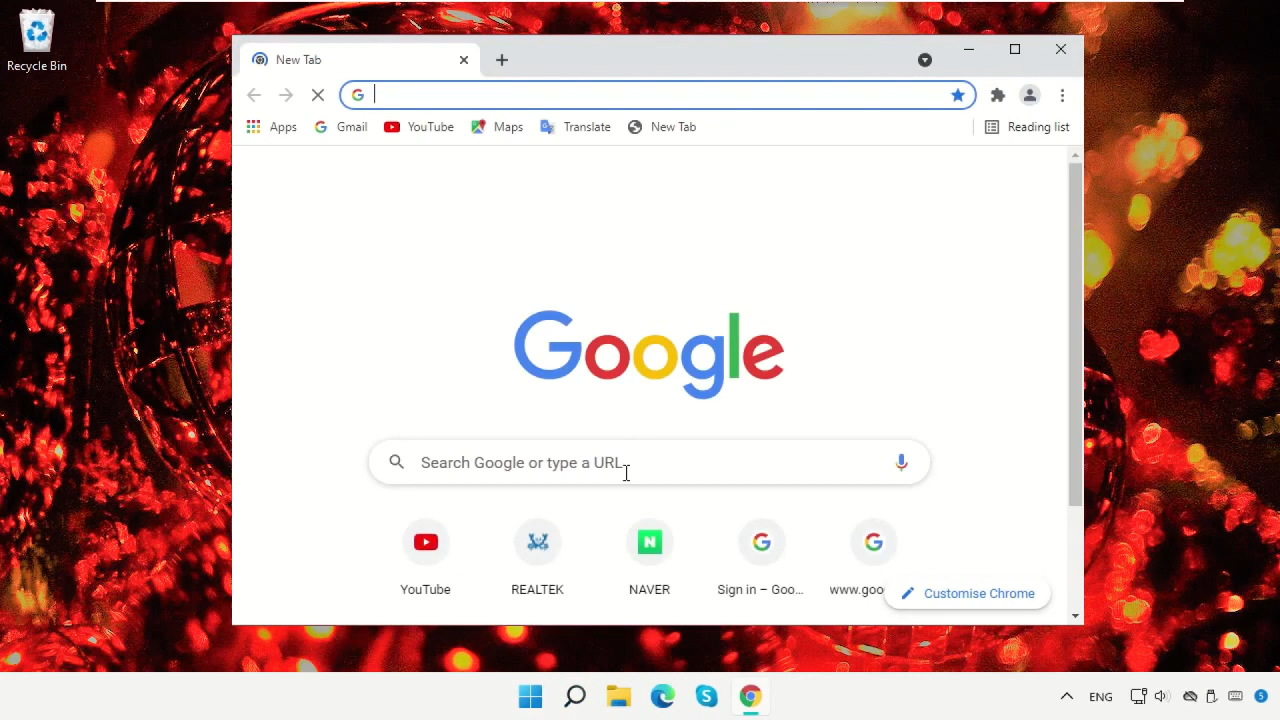 Recycle Bin
New Tab
Apps Gmail YouTube Maps Translate New Tab Reading list
Google
Search Google or type a URL
YouTube REALTEK NAVER Sign in – Goo... www.goo
Customise Chrome
ENG 5